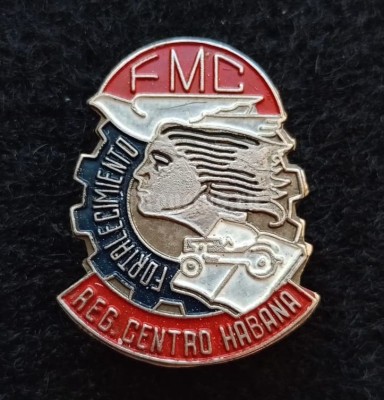 FMC
FORTALECIMIENTO
REG. CENTRO HABANA